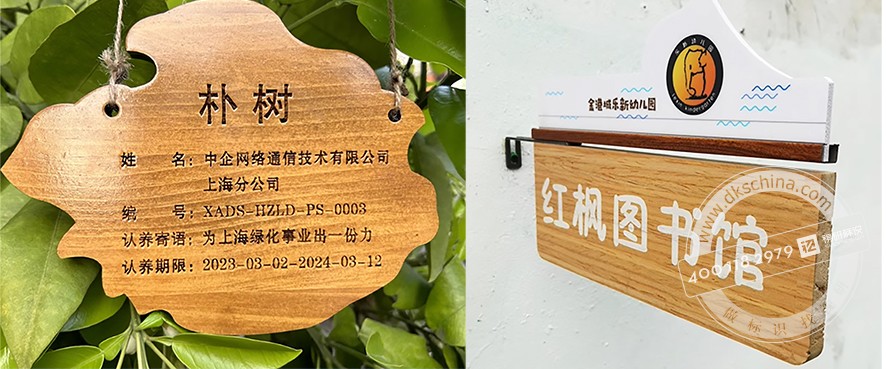 朴树
姓 名：中企网络通信技术有限公司
上海分公司
编 号：XADS-HZLD-PS-0003
认养寄语：为上海绿化事业出一份力
认养期限：2023-03-02-2024-03-12
金港城乐新幼儿园
红枫图书馆
www.dkschina.com